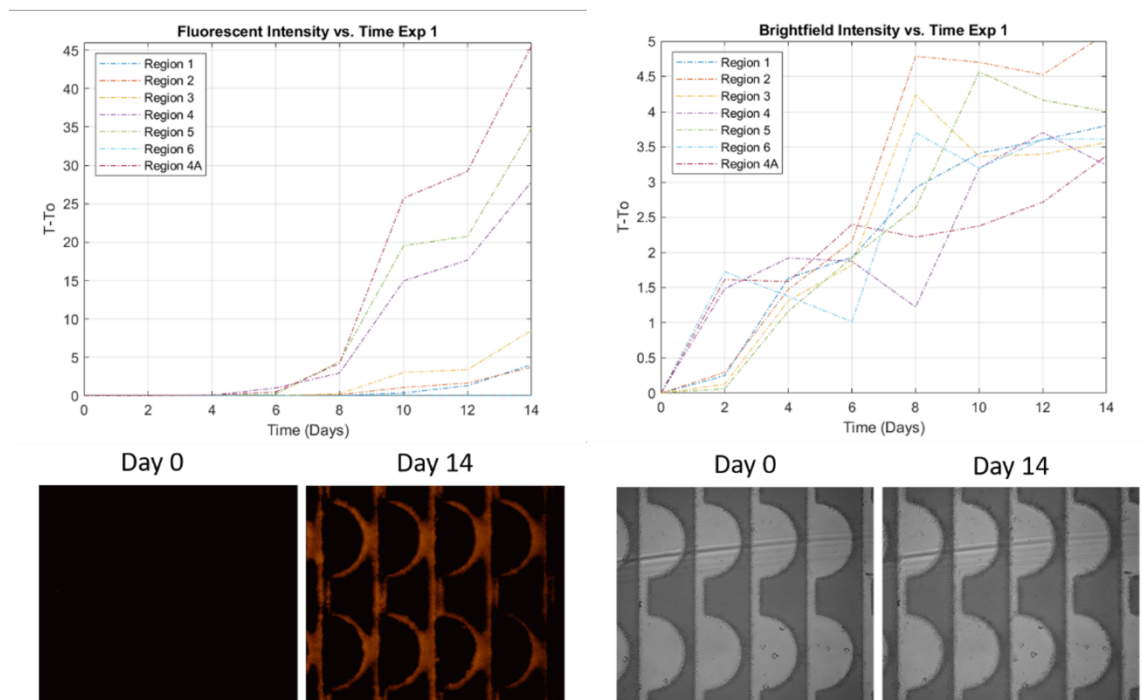 Fluorescent Intensity vs. Time Exp 1
45
40
35
30
25
20
15
10
5
0
T-To
Region 1
Region 2
Region 3
Region 4
Region 5
Region 6
Region 4A
0 2 4 6 8 10 12 14
Time (Days)
Brightfield Intensity vs. Time Exp 1
5
4.5
4
3.5
3
2.5
2
1.5
1
0.5
0
T-To
Region 1
Region 2
Region 3
Region 4
Region 5
Region 6
Region 4A
0 2 4 6 8 10 12 14
Time (Days)
Day 0 Day 14
Day 0 Day 14